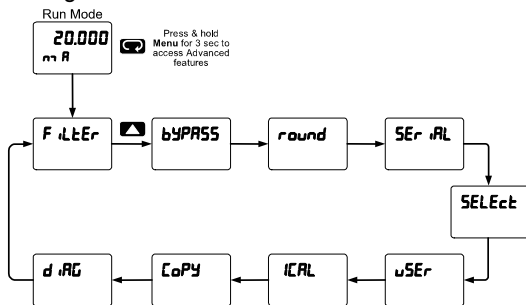 Run Mode
20.000
mA
Press & hold
Menu for 3 sec to
access Advanced
features
FiLtEr
bYPASS
round
SEriAL
SELEct
uSEr
ICAL
CoPY
diAG